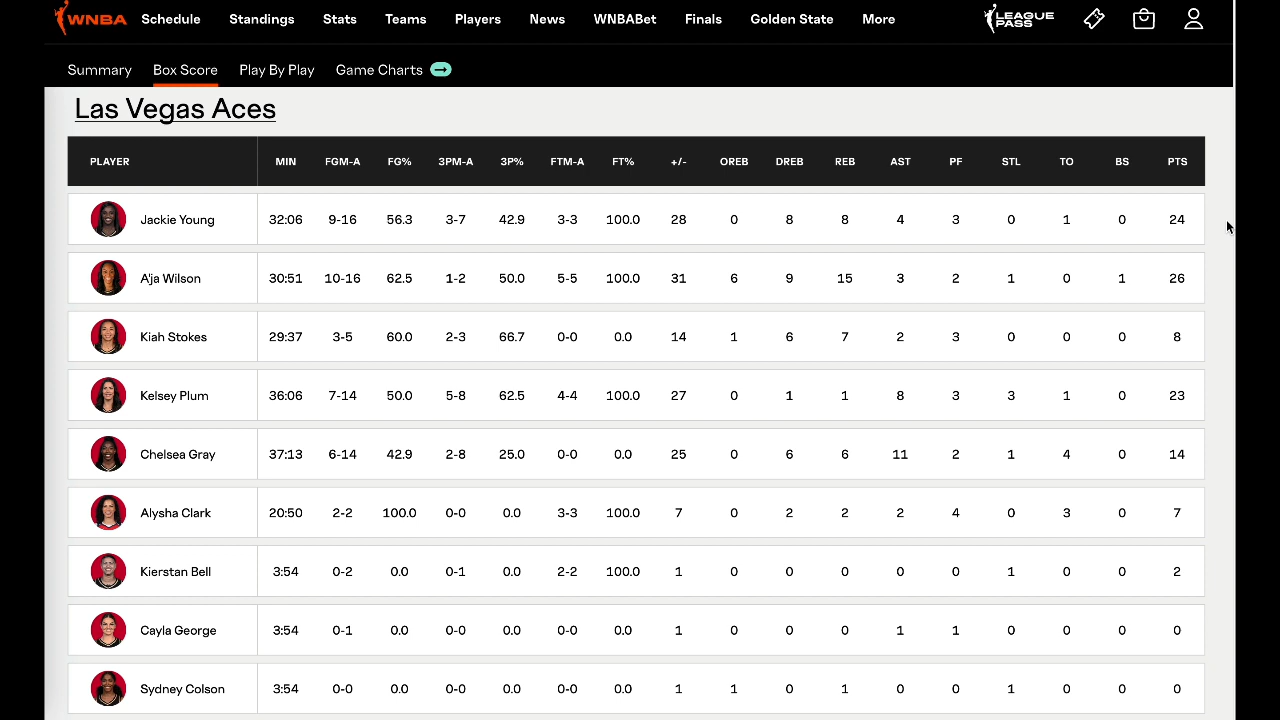 WNBA Schedule Standings Stats Teams Players News WNBABet Finals Golden State More LEAGUE PASS
Summary Box Score Play By Play Game Charts
Las Vegas Aces
PLAYER MIN FGM-A FG% 3PM-A 3P% FTM-A FT% +/- OREB DREB REB AST PF STL TO BS PTS
Jackie Young 32:06 9-16 56.3 3-7 42.9 3-3 100.0 28 0 8 8 4 3 0 1 0 24
A'ja Wilson 30:51 10-16 62.5 1-2 50.0 5-5 100.0 31 6 9 15 3 2 1 0 1 26
Kiah Stokes 29:37 3-5 60.0 2-3 66.7 0-0 0.0 14 1 6 7 2 3 0 0 0 8
Kelsey Plum 36:06 7-14 50.0 5-8 62.5 4-4 100.0 27 0 1 1 8 3 3 1 0 23
Chelsea Gray 37:13 6-14 42.9 2-8 25.0 0-0 0.0 25 0 6 6 11 2 1 4 0 14
Alysha Clark 20:50 2-2 100.0 0-0 0.0 3-3 100.0 7 0 2 2 2 4 0 3 0 7
Kierstan Bell 3:54 0-2 0.0 0-1 0.0 2-2 100.0 1 0 0 0 0 0 1 0 0 2
Cayla George 3:54 0-1 0.0 0-0 0.0 0-0 0.0 1 0 0 0 1 1 0 0 0 0
Sydney Colson 3:54 0-0 0.0 0-0 0.0 0-0 0.0 1 1 0 1 0 0 1 0 0 0